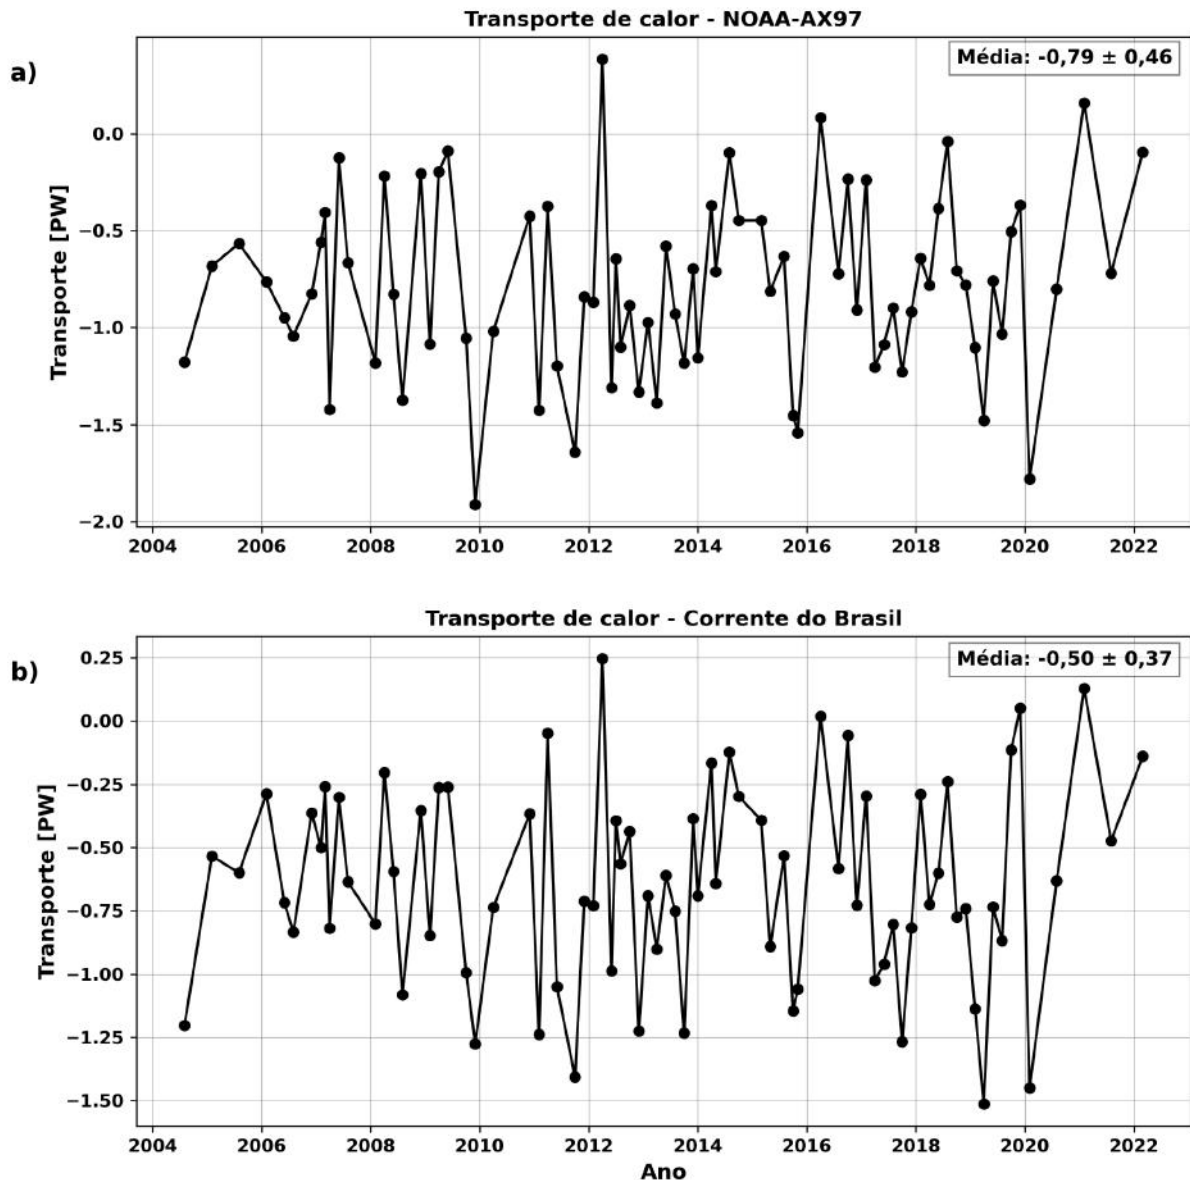 Transporte de calor - NOAA-AX97
a)
Média: -0,79 ± 0,46
Transporte [PW]
0.0
−0.5
−1.0
−1.5
−2.0
2004 2006 2008 2010 2012 2014 2016 2018 2020 2022
Transporte de calor - Corrente do Brasil
b)
Média: -0,50 ± 0,37
Transporte [PW]
0.25
0.00
−0.25
−0.50
−0.75
−1.00
−1.25
−1.50
2004 2006 2008 2010 2012 2014 2016 2018 2020 2022
Ano